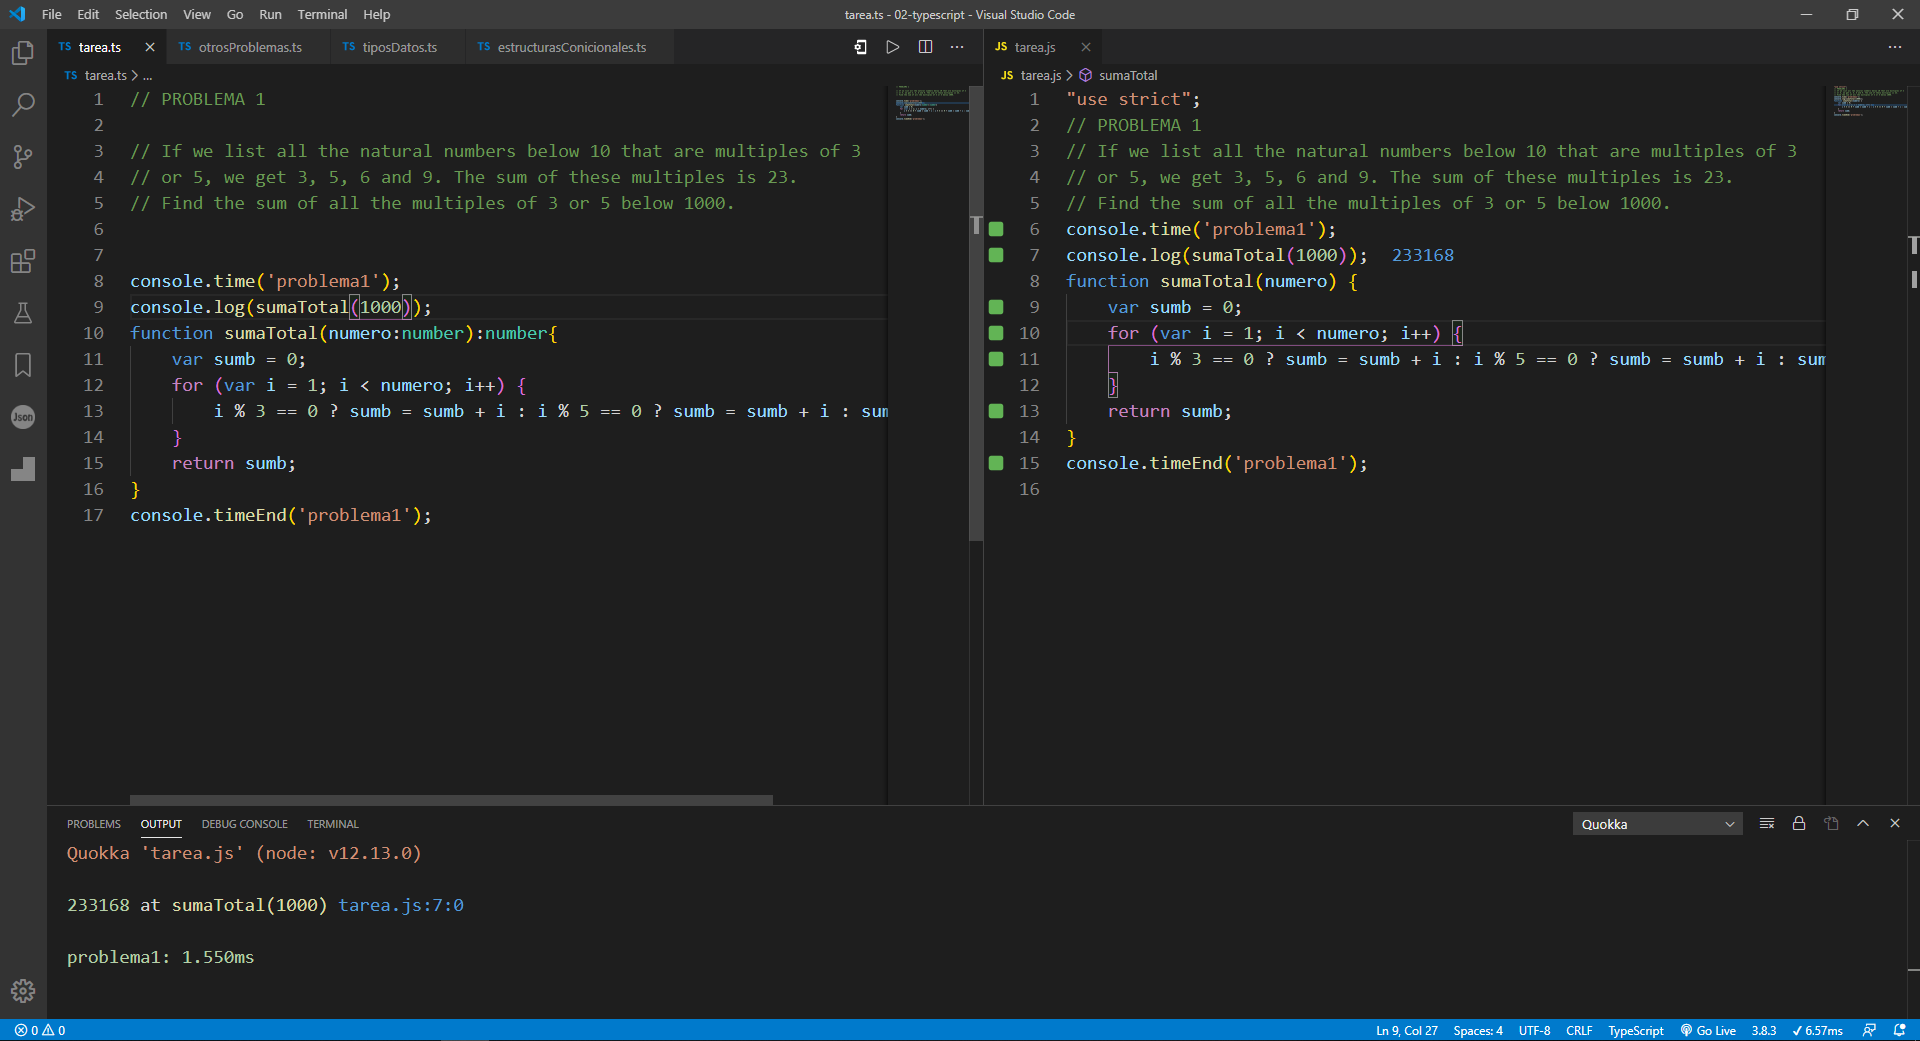 File Edit Selection View Go Run Terminal Help
tarea.ts - 02-typescript - Visual Studio Code
TS tarea.ts
TS otrosProblemas.ts
TS tiposDatos.ts
TS estructurasConicionales.ts
TS tarea.ts > ...
1 // PROBLEMA 1
2
3 // If we list all the natural numbers below 10 that are multiples of 3
4 // or 5, we get 3, 5, 6 and 9. The sum of these multiples is 23.
5 // Find the sum of all the multiples of 3 or 5 below 1000.
6
7
8 console.time('problema1');
9 console.log(sumaTotal(1000));
10 function sumaTotal(numero:number):number{
11 var sumb = 0;
12 for (var i = 1; i < numero; i++) {
13 i % 3 == 0 ? sumb = sumb + i : i % 5 == 0 ? sumb = sumb + i : sum
14 }
15 return sumb;
16 }
17 console.timeEnd('problema1');
JS tarea.js
JS tarea.js > sumaTotal
1 "use strict";
2 // PROBLEMA 1
3 // If we list all the natural numbers below 10 that are multiples of 3
4 // or 5, we get 3, 5, 6 and 9. The sum of these multiples is 23.
5 // Find the sum of all the multiples of 3 or 5 below 1000.
6 console.time('problema1');
7 console.log(sumaTotal(1000)); 233168
8 function sumaTotal(numero) {
9 var sumb = 0;
10 for (var i = 1; i < numero; i++) {
11 i % 3 == 0 ? sumb = sumb + i : i % 5 == 0 ? sumb = sumb + i : sum
12 }
13 return sumb;
14 }
15 console.timeEnd('problema1');
16
Json
PROBLEMS OUTPUT DEBUG CONSOLE TERMINAL
Quokka
Quokka 'tarea.js' (node: v12.13.0)
233168 at sumaTotal(1000) tarea.js:7:0
problema1: 1.550ms
0 0
Ln 9, Col 27 Spaces: 4 UTF-8 CRLF TypeScript Go Live 3.8.3 ✓ 6.57ms